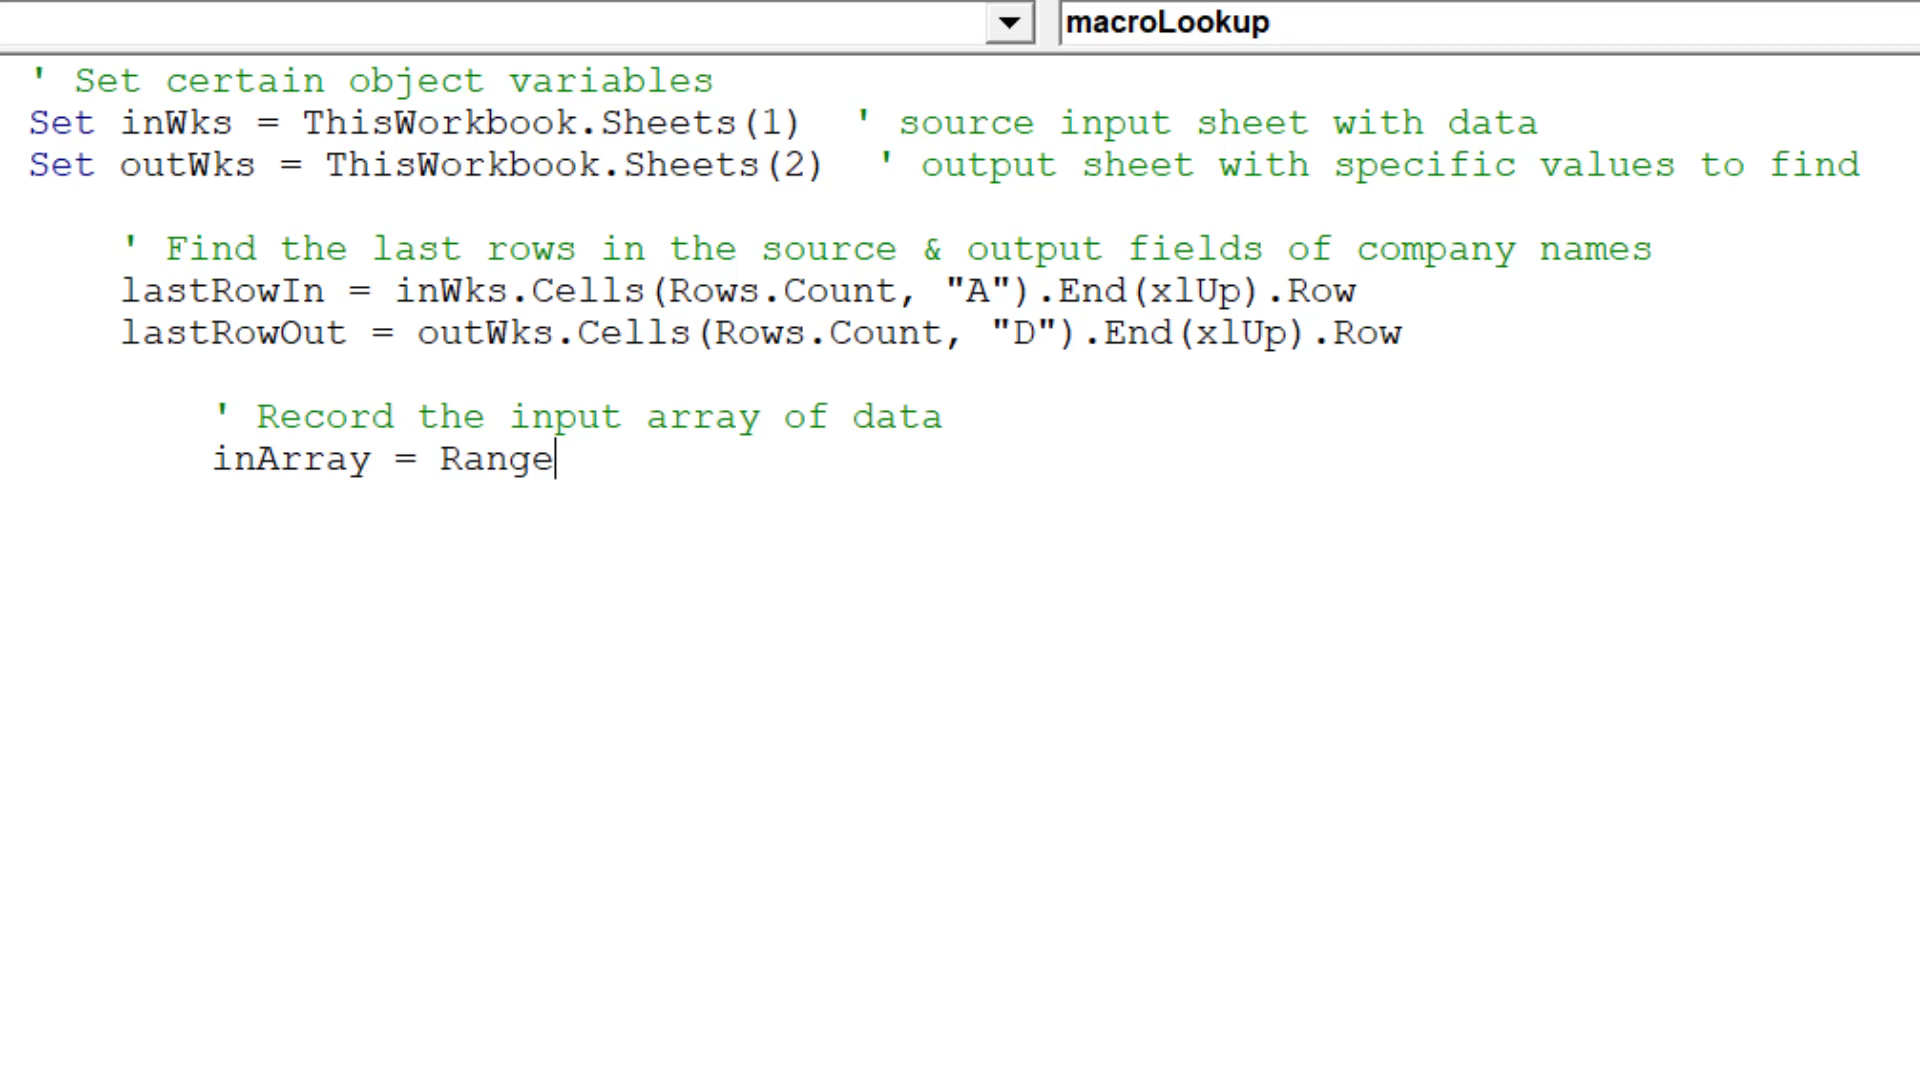 macroLookup
' Set certain object variables
Set inWks = ThisWorkbook.Sheets(1)   ' source input sheet with data
Set outWks = ThisWorkbook.Sheets(2)   ' output sheet with specific values to find
' Find the last rows in the source & output fields of company names
lastRowIn = inWks.Cells(Rows.Count, "A").End(xlUp).Row
lastRowOut = outWks.Cells(Rows.Count, "D").End(xlUp).Row
' Record the input array of data
inArray = Range